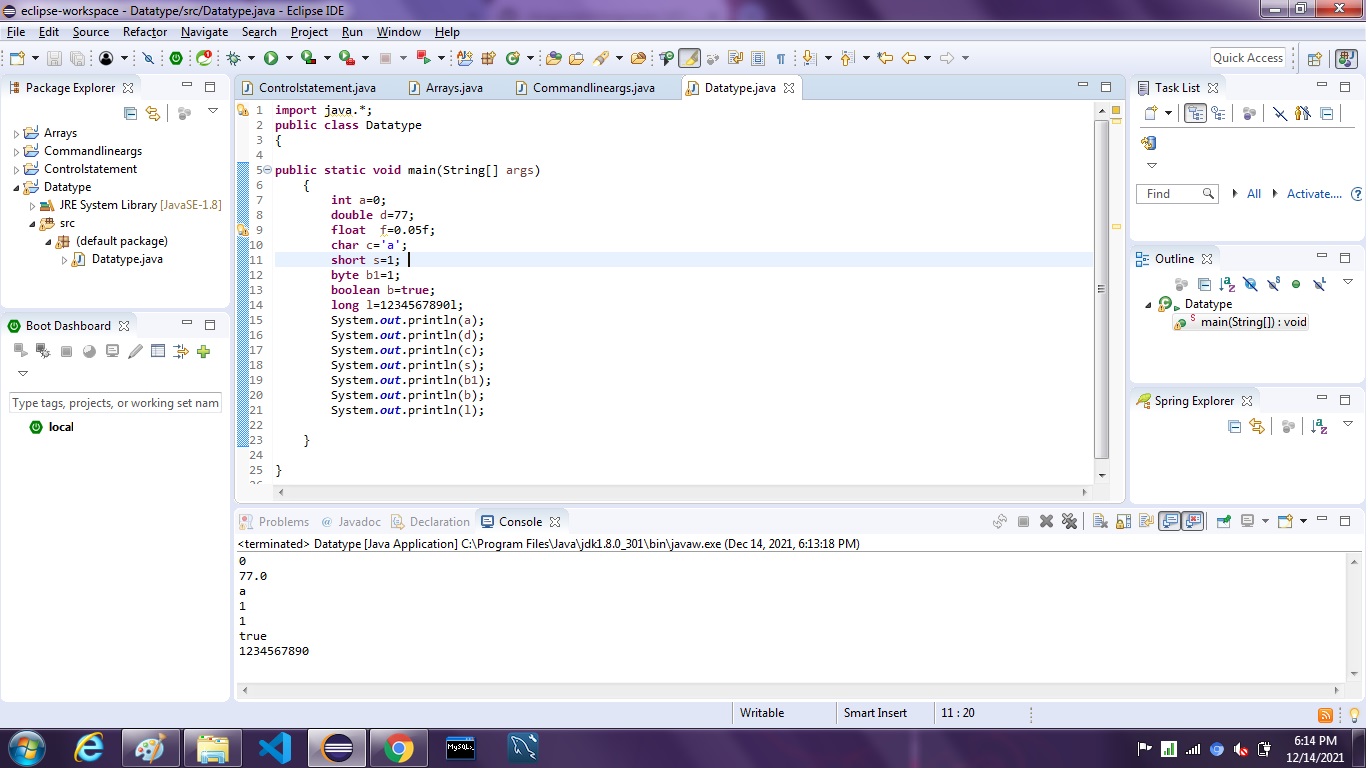 eclipse-workspace - Datatype/src/Datatype.java - Eclipse IDE
File Edit Source Refactor Navigate Search Project Run Window Help
Quick Access
Package Explorer
Arrays
Commandlineargs
Controlstatement
Datatype
JRE System Library [JavaSE-1.8]
src
(default package)
Datatype.java
Boot Dashboard
Type tags, projects, or working set nam
local
Controlstatement.java Arrays.java Commandlineargs.java Datatype.java
1 import java.*;
2 public class Datatype
3 {
4
5 public static void main(String[] args)
6 {
7 int a=0;
8 double d=77;
9 float  f=0.05f;
10 char c='a';
11 short s=1;
12 byte b1=1;
13 boolean b=true;
14 long l=1234567890l;
15 System.out.println(a);
16 System.out.println(d);
17 System.out.println(c);
18 System.out.println(s);
19 System.out.println(b1);
20 System.out.println(b);
21 System.out.println(l);
22
23 }
24
25 }
Task List
Find All Activate....
Outline
Datatype
main(String[]) : void
Spring Explorer
Problems @ Javadoc Declaration Console
<terminated> Datatype [Java Application] C:\Program Files\Java\jdk1.8.0_301\bin\javaw.exe (Dec 14, 2021, 6:13:18 PM)
0
77.0
a
1
1
true
1234567890
Writable Smart Insert 11 : 20
MySQL
6:14 PM
12/14/2021